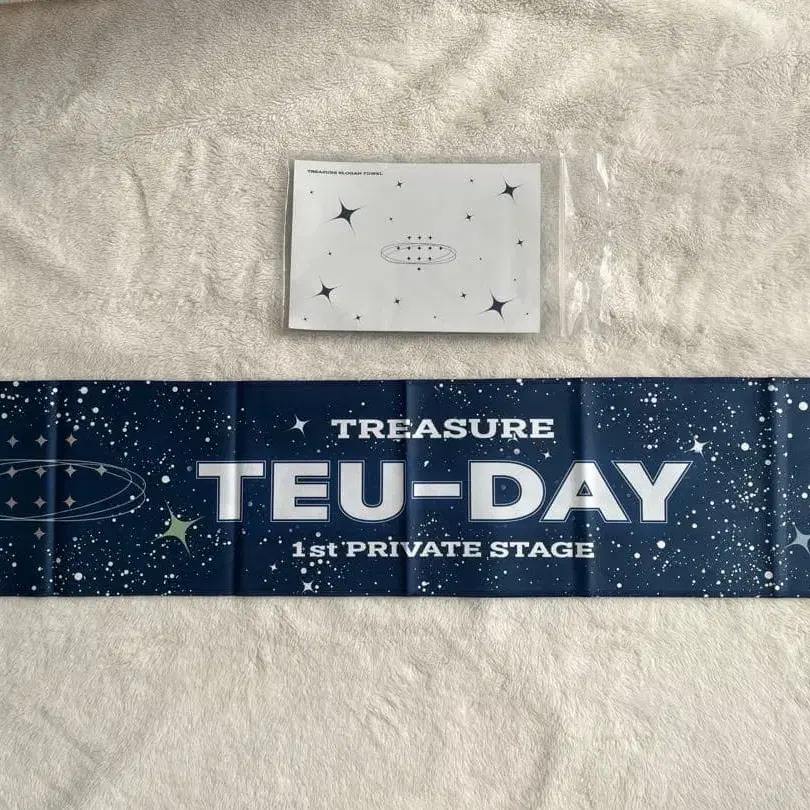 TREASURE SLOGAN TOWEL
TREASURE
TEU-DAY
1st PRIVATE STAGE